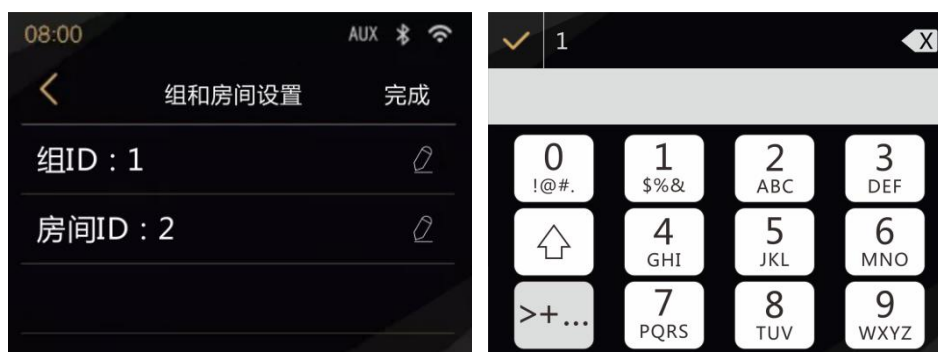 08:00 AUX
组和房间设置 完成
组ID：1
房间ID：2
1 X
0 1 2 3
!@#. $%& ABC DEF
4 5 6
GHI JKL MNO
>+... 7 8 9
PQRS TUV WXYZ